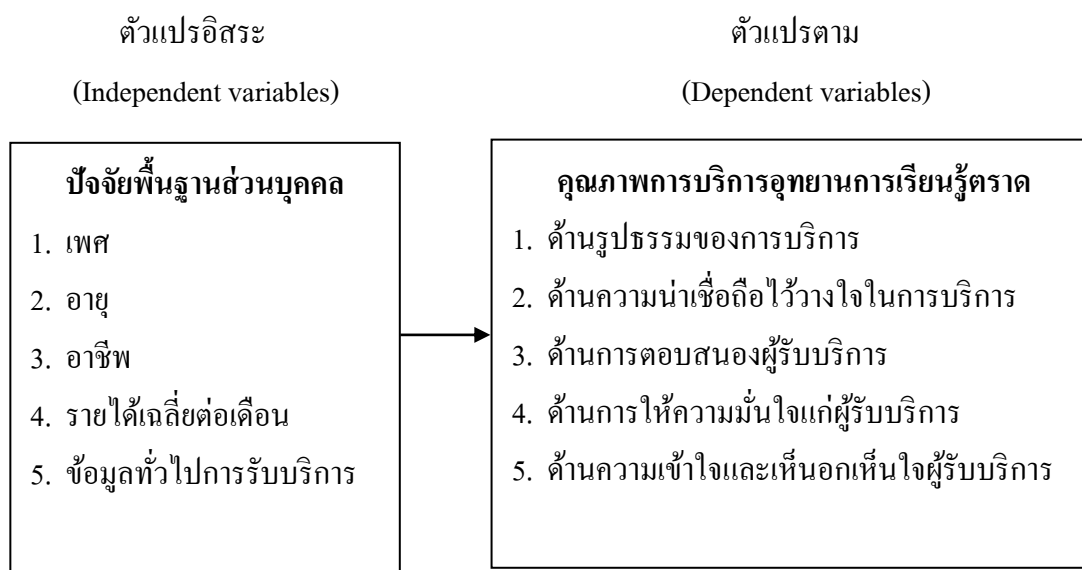 ตัวแปรอิสระ
(Independent variables)
ปัจจัยพื้นฐานส่วนบุคคล
1. เพศ
2. อายุ
3. อาชีพ
4. รายได้เฉลี่ยต่อเดือน
5. ข้อมูลทั่วไปการรับบริการ
ตัวแปรตาม
(Dependent variables)
คุณภาพการบริการอุทยานการเรียนรู้ตราด
1. ด้านรูปธรรมของการบริการ
2. ด้านความน่าเชื่อถือไว้วางใจในการบริการ
3. ด้านการตอบสนองผู้รับบริการ
4. ด้านการให้ความมั่นใจแก่ผู้รับบริการ
5. ด้านความเข้าใจและเห็นอกเห็นใจผู้รับบริการ